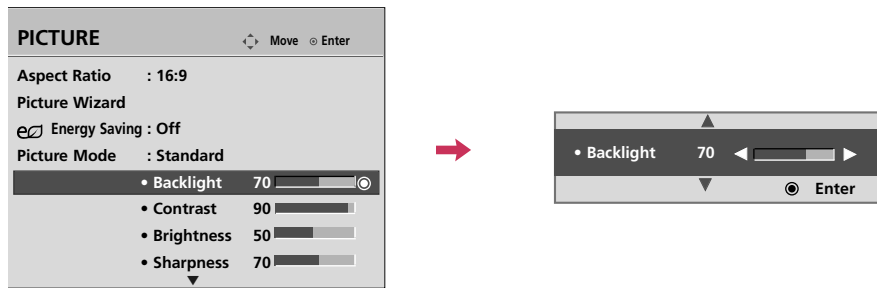 PICTURE Move Enter
Aspect Ratio : 16:9
Picture Wizard
Energy Saving : Off
Picture Mode : Standard
• Backlight 70
• Contrast 90
• Brightness 50
• Sharpness 70
• Backlight 70
Enter